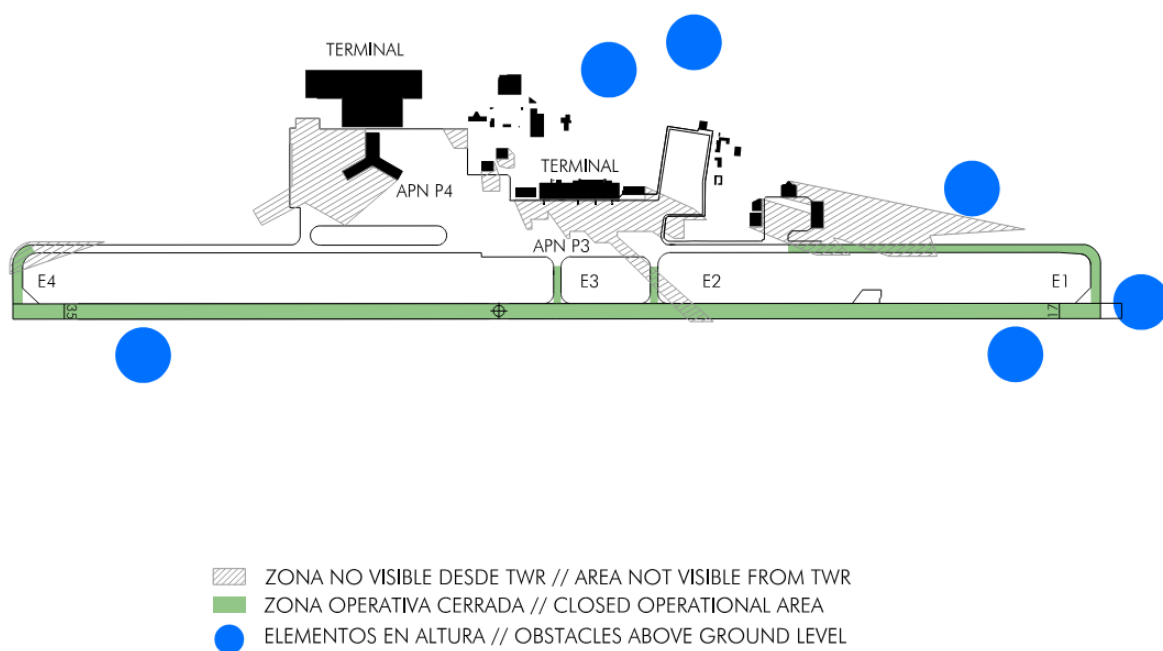 TERMINAL
TERMINAL
APN P4
APN P3
E4
E3
E2
E1
35
17
ZONA NO VISIBLE DESDE TWR // AREA NOT VISIBLE FROM TWR
ZONA OPERATIVA CERRADA // CLOSED OPERATIONAL AREA
ELEMENTOS EN ALTURA // OBSTACLES ABOVE GROUND LEVEL